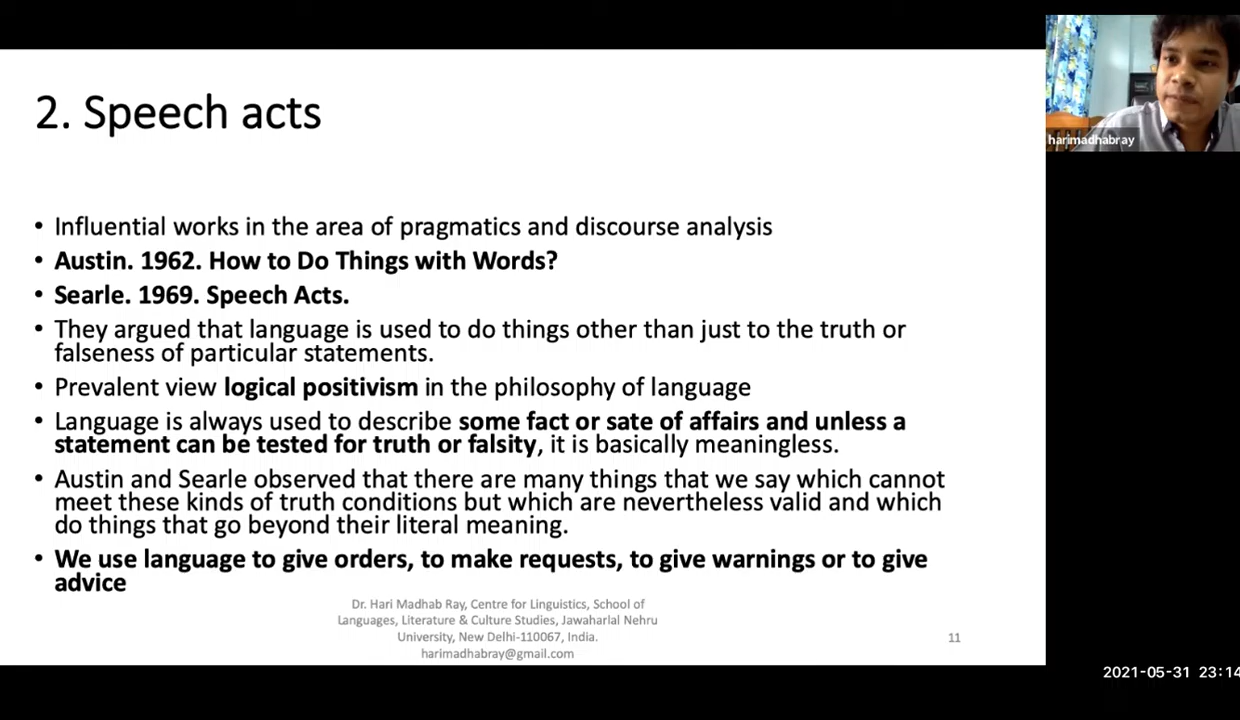 2. Speech acts
harimadhabray
• Influential works in the area of pragmatics and discourse analysis
• Austin. 1962. How to Do Things with Words?
• Searle. 1969. Speech Acts.
• They argued that language is used to do things other than just to the truth or
falseness of particular statements.
• Prevalent view logical positivism in the philosophy of language
• Language is always used to describe some fact or sate of affairs and unless a
statement can be tested for truth or falsity, it is basically meaningless.
• Austin and Searle observed that there are many things that we say which cannot
meet these kinds of truth conditions but which are nevertheless valid and which
do things that go beyond their literal meaning.
• We use language to give orders, to make requests, to give warnings or to give
advice
Dr. Hari Madhab Ray, Centre for Linguistics, School of
Languages, Literature & Culture Studies, Jawaharlal Nehru
University, New Delhi-110067, India.
harimadhabray@gmail.com
11
2021-05-31 23:14